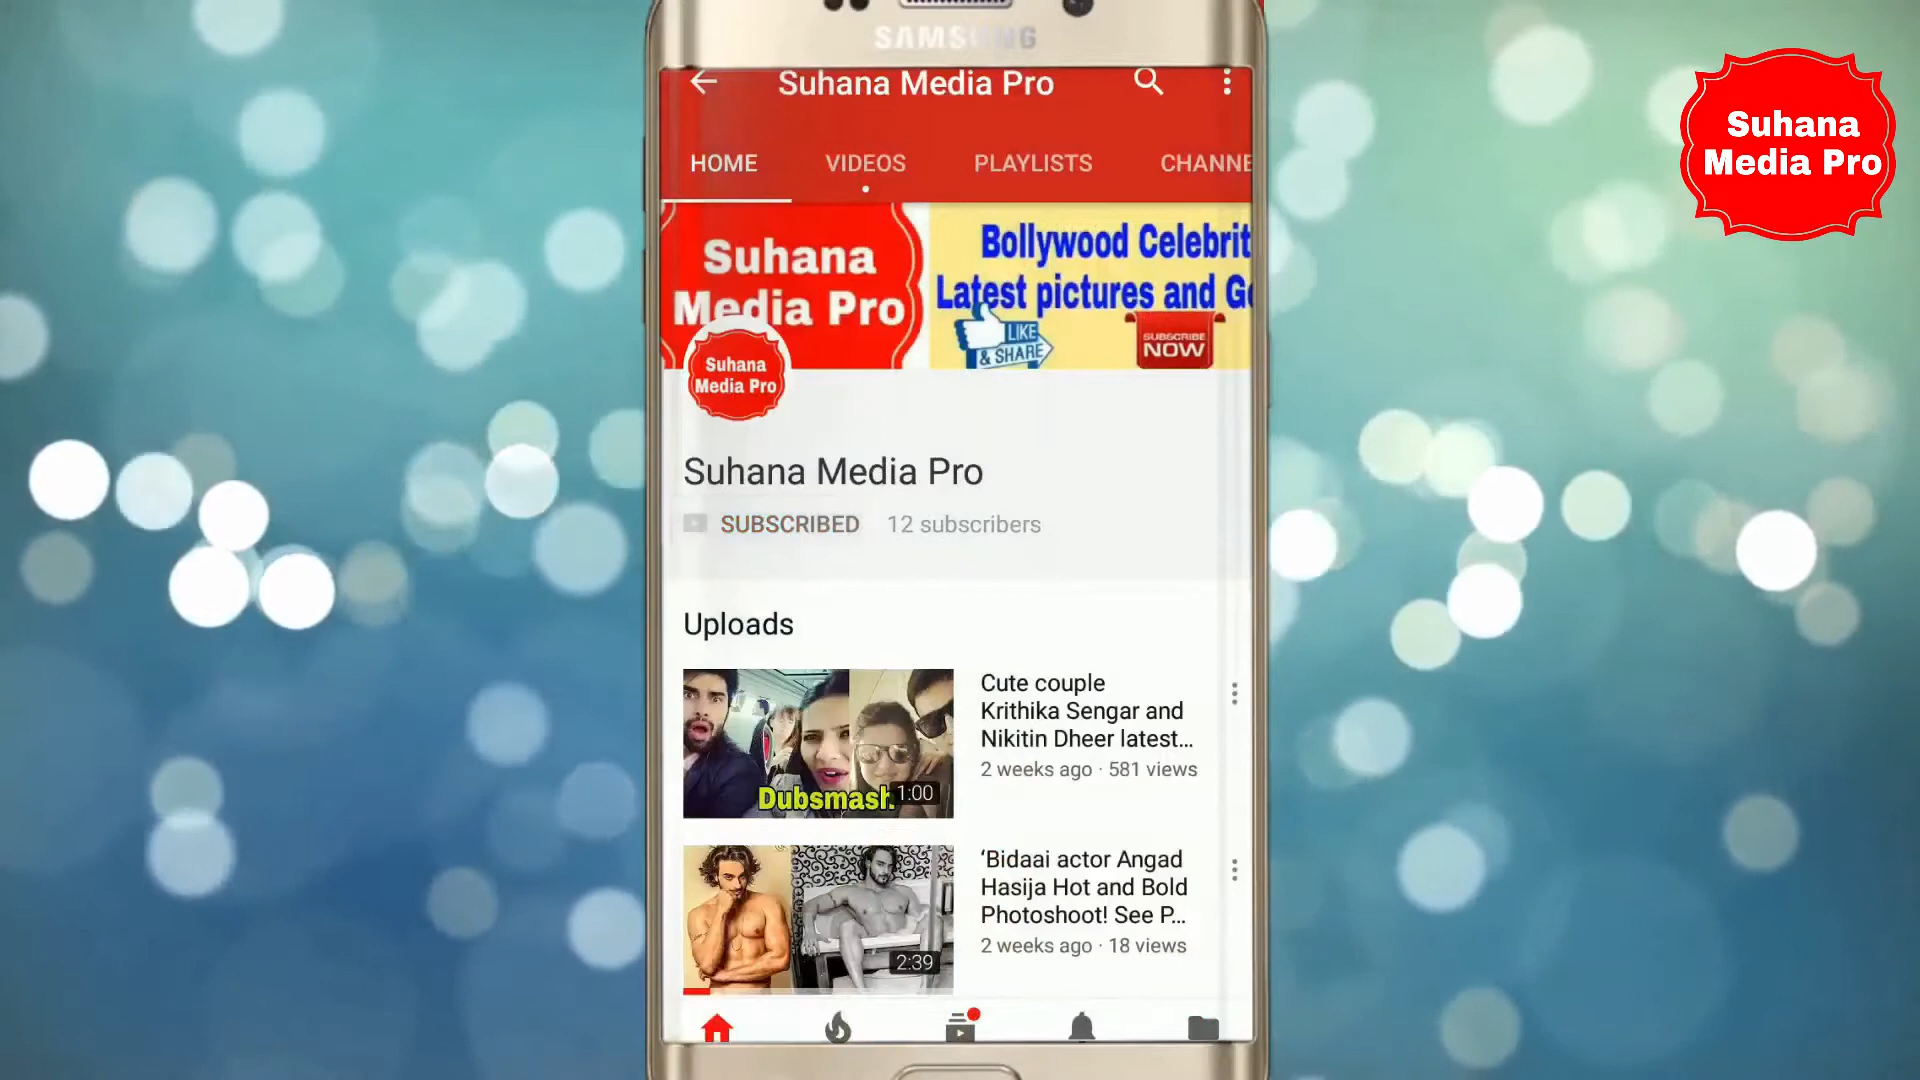 SAMSUNG
Suhana Media Pro
HOME VIDEOS PLAYLISTS CHANNE
Suhana
Media Pro
Suhana
Media Pro
Bollywood Celebrit
Latest pictures and Ge
LIKE
& SHARE
SUBSCRIBE
NOW
Suhana
Media Pro
Suhana Media Pro
SUBSCRIBED 12 subscribers
Uploads
Cute couple
Krithika Sengar and
Nikitin Dheer latest...
2 weeks ago · 581 views
Dubsmash
1:00
‘Bidaai actor Angad
Hasija Hot and Bold
Photoshoot! See P...
2 weeks ago · 18 views
2:39